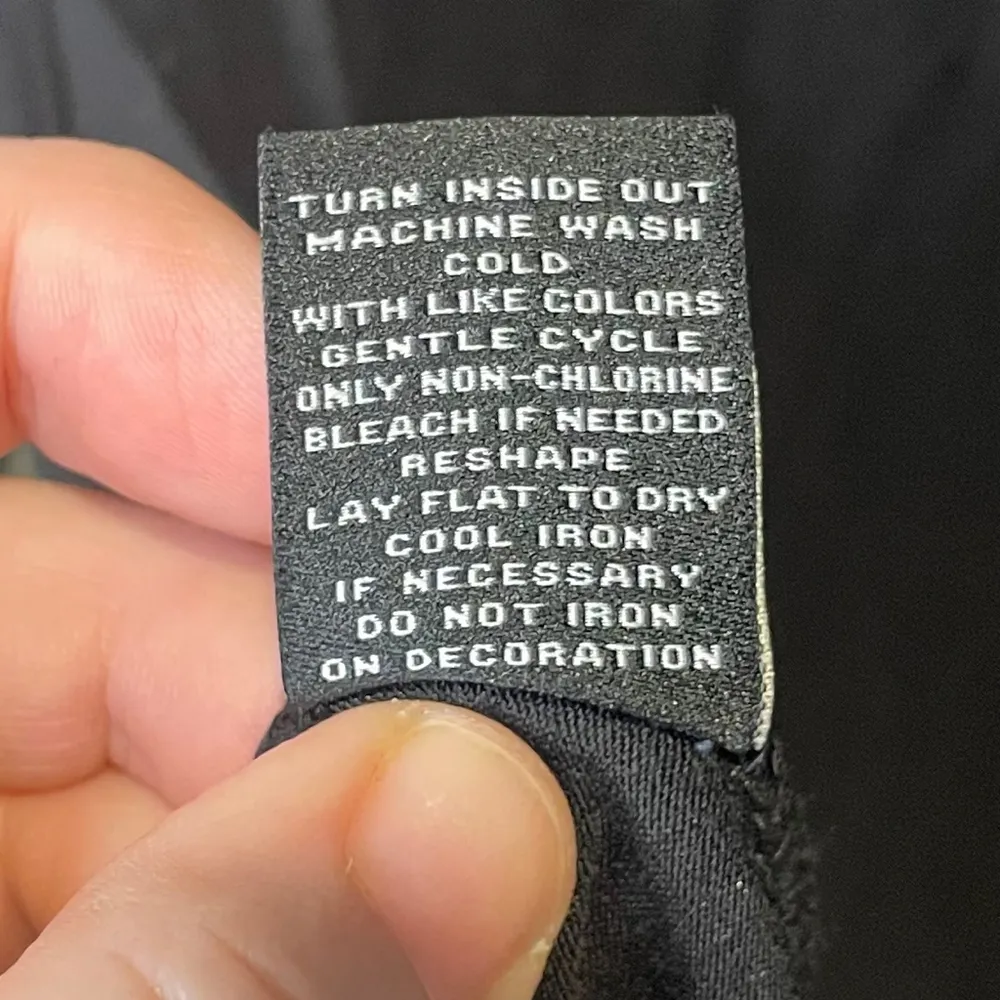 TURN INSIDE OUT
MACHINE WASH
COLD
WITH LIKE COLORS
GENTLE CYCLE
ONLY NON-CHLORINE
BLEACH IF NEEDED
RESHAPE
LAY FLAT TO DRY
COOL IRON
IF NECESSARY
DO NOT IRON
ON DECORATION